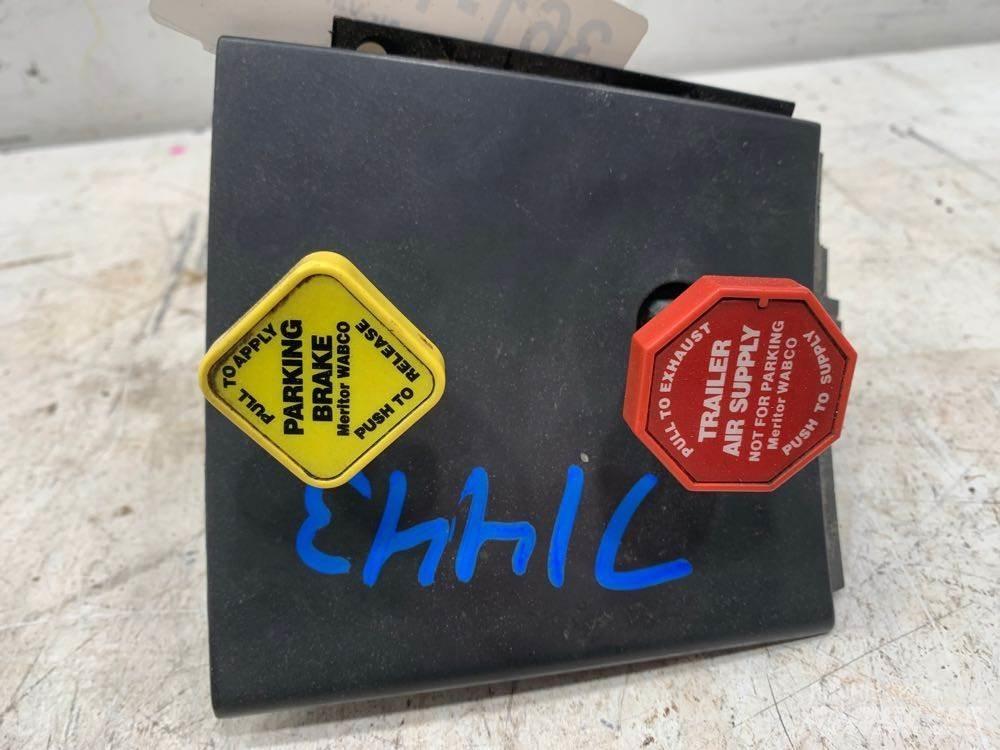 PULL TO APPLY
PARKING
BRAKE
Meritor WABCO
PUSH TO RELEASE
PULL TO EXHAUST
TRAILER
AIR SUPPLY
NOT FOR PARKING
Meritor WABCO
PUSH TO SUPPLY
71443